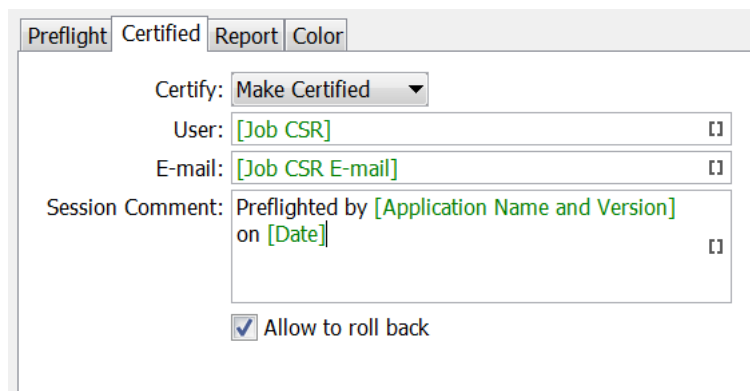 Preflight Certified Report Color
Certify: Make Certified
User: [Job CSR]
E-mail: [Job CSR E-mail]
Session Comment: Preflighted by [Application Name and Version]
on [Date]
Allow to roll back